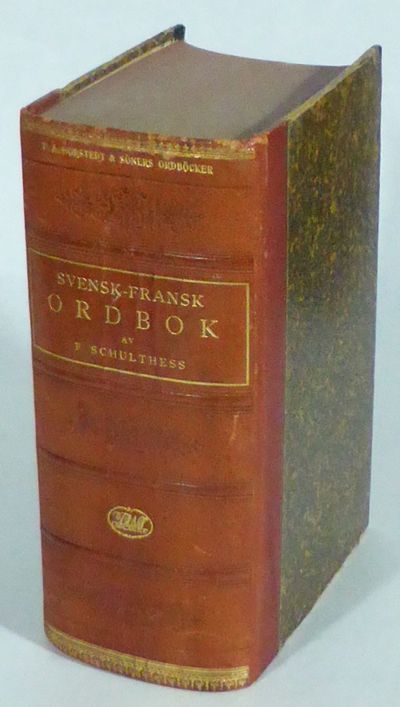 P. A. NORSTEDT & SÖNERS ORDBÖCKER
SVENSK-FRANSK
ORDBOK
AV
F SCHULTHESS